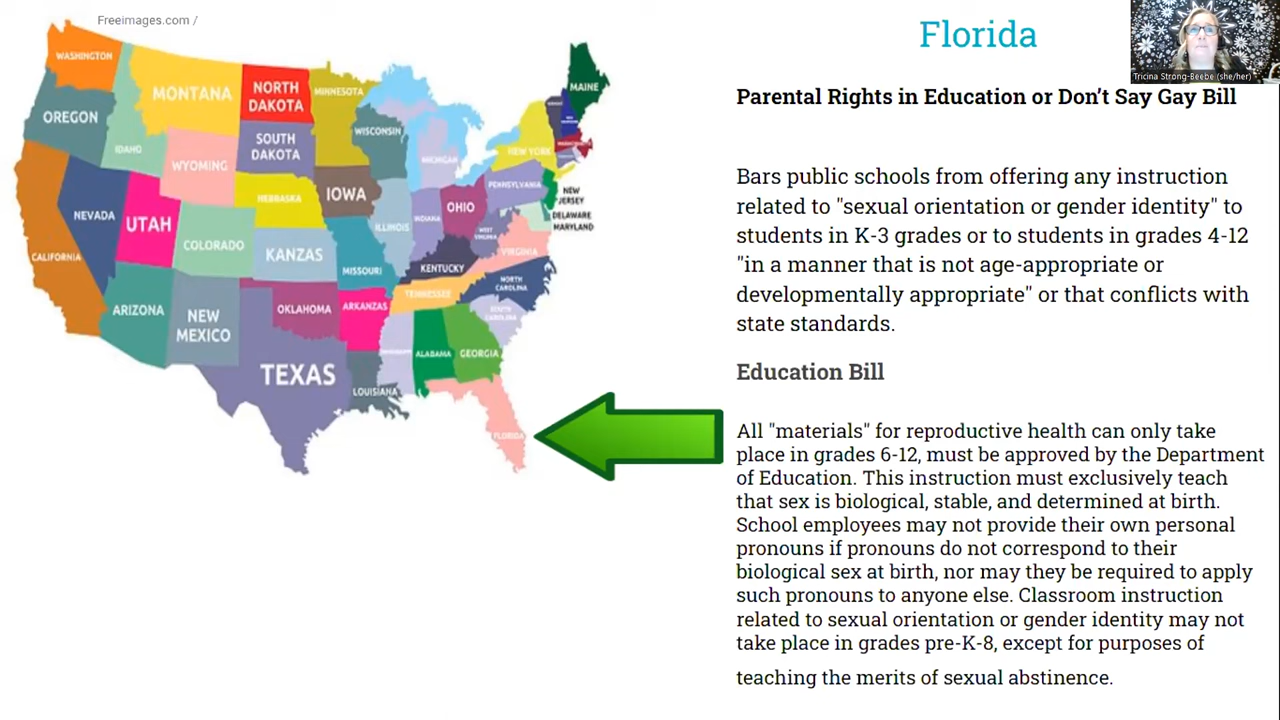 Freeimages.com /
Florida
Tricina Strong-Beebe (she/her)
Parental Rights in Education or Don't Say Gay Bill
Bars public schools from offering any instruction
related to "sexual orientation or gender identity" to
students in K-3 grades or to students in grades 4-12
"in a manner that is not age-appropriate or
developmentally appropriate" or that conflicts with
state standards.
Education Bill
All "materials" for reproductive health can only take
place in grades 6-12, must be approved by the Department
of Education. This instruction must exclusively teach
that sex is biological, stable, and determined at birth.
School employees may not provide their own personal
pronouns if pronouns do not correspond to their
biological sex at birth, nor may they be required to apply
such pronouns to anyone else. Classroom instruction
related to sexual orientation or gender identity may not
take place in grades pre-K-8, except for purposes of
teaching the merits of sexual abstinence.
WASHINGTON
MONTANA
NORTH
DAKOTA
MINNESOTA
MAINE
OREGON
IDAHO
SOUTH
DAKOTA
WISCONSIN
WYOMING
MICHIGAN
NEW YORK
NEVADA
UTAH
NEBRASKA
IOWA
PENNSYLVANIA
NEW
JERSEY
OHIO
DELAWARE
MARYLAND
COLORADO
ILLINOIS
INDIANA
WEST
VIRGINIA
VIRGINIA
CALIFORNIA
KANZAS
MISSOURI
KENTUCKY
NORTH
CAROLINA
ARIZONA
NEW
MEXICO
OKLAHOMA
ARKANZAS
TENNESSEE
SOUTH
CAROLINA
ALABAMA
GEORGIA
TEXAS
LOUISIANA
FLORIDA